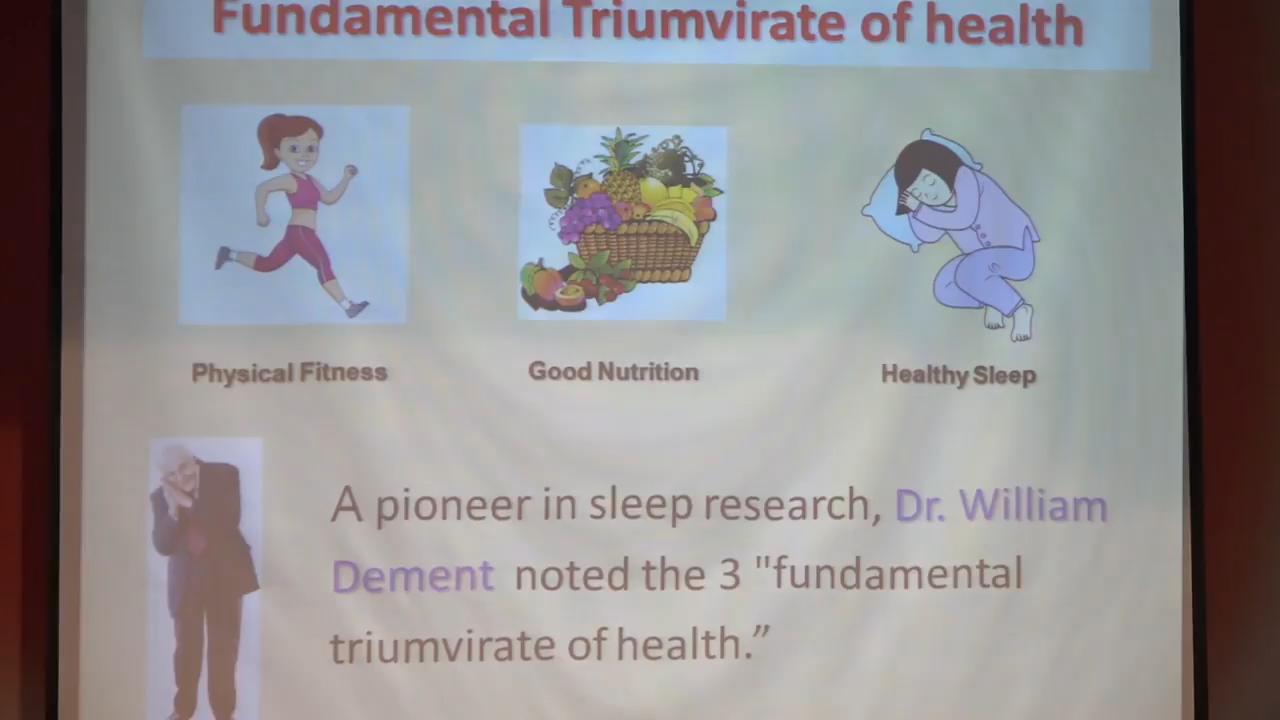 Fundamental Triumvirate of health
Physical Fitness
Good Nutrition
Healthy Sleep
A pioneer in sleep research, Dr. William
Dement noted the 3 "fundamental
triumvirate of health.”